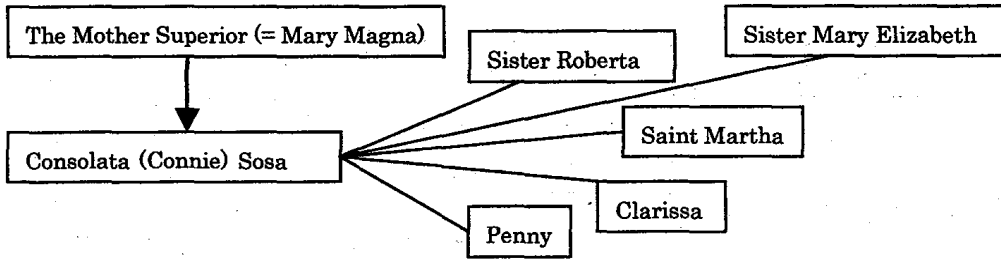 The Mother Superior (= Mary Magna)
Sister Mary Elizabeth
Sister Roberta
Saint Martha
Consolata (Connie) Sosa
Clarissa
Penny